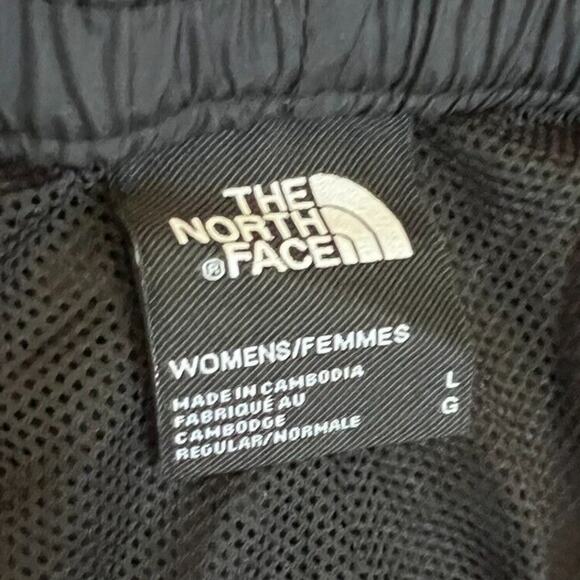 THE
NORTH
® FACE
WOMENS/FEMMES
MADE IN CAMBODIA L
FABRIQUÉ AU G
CAMBODGE
REGULAR/NORMALE